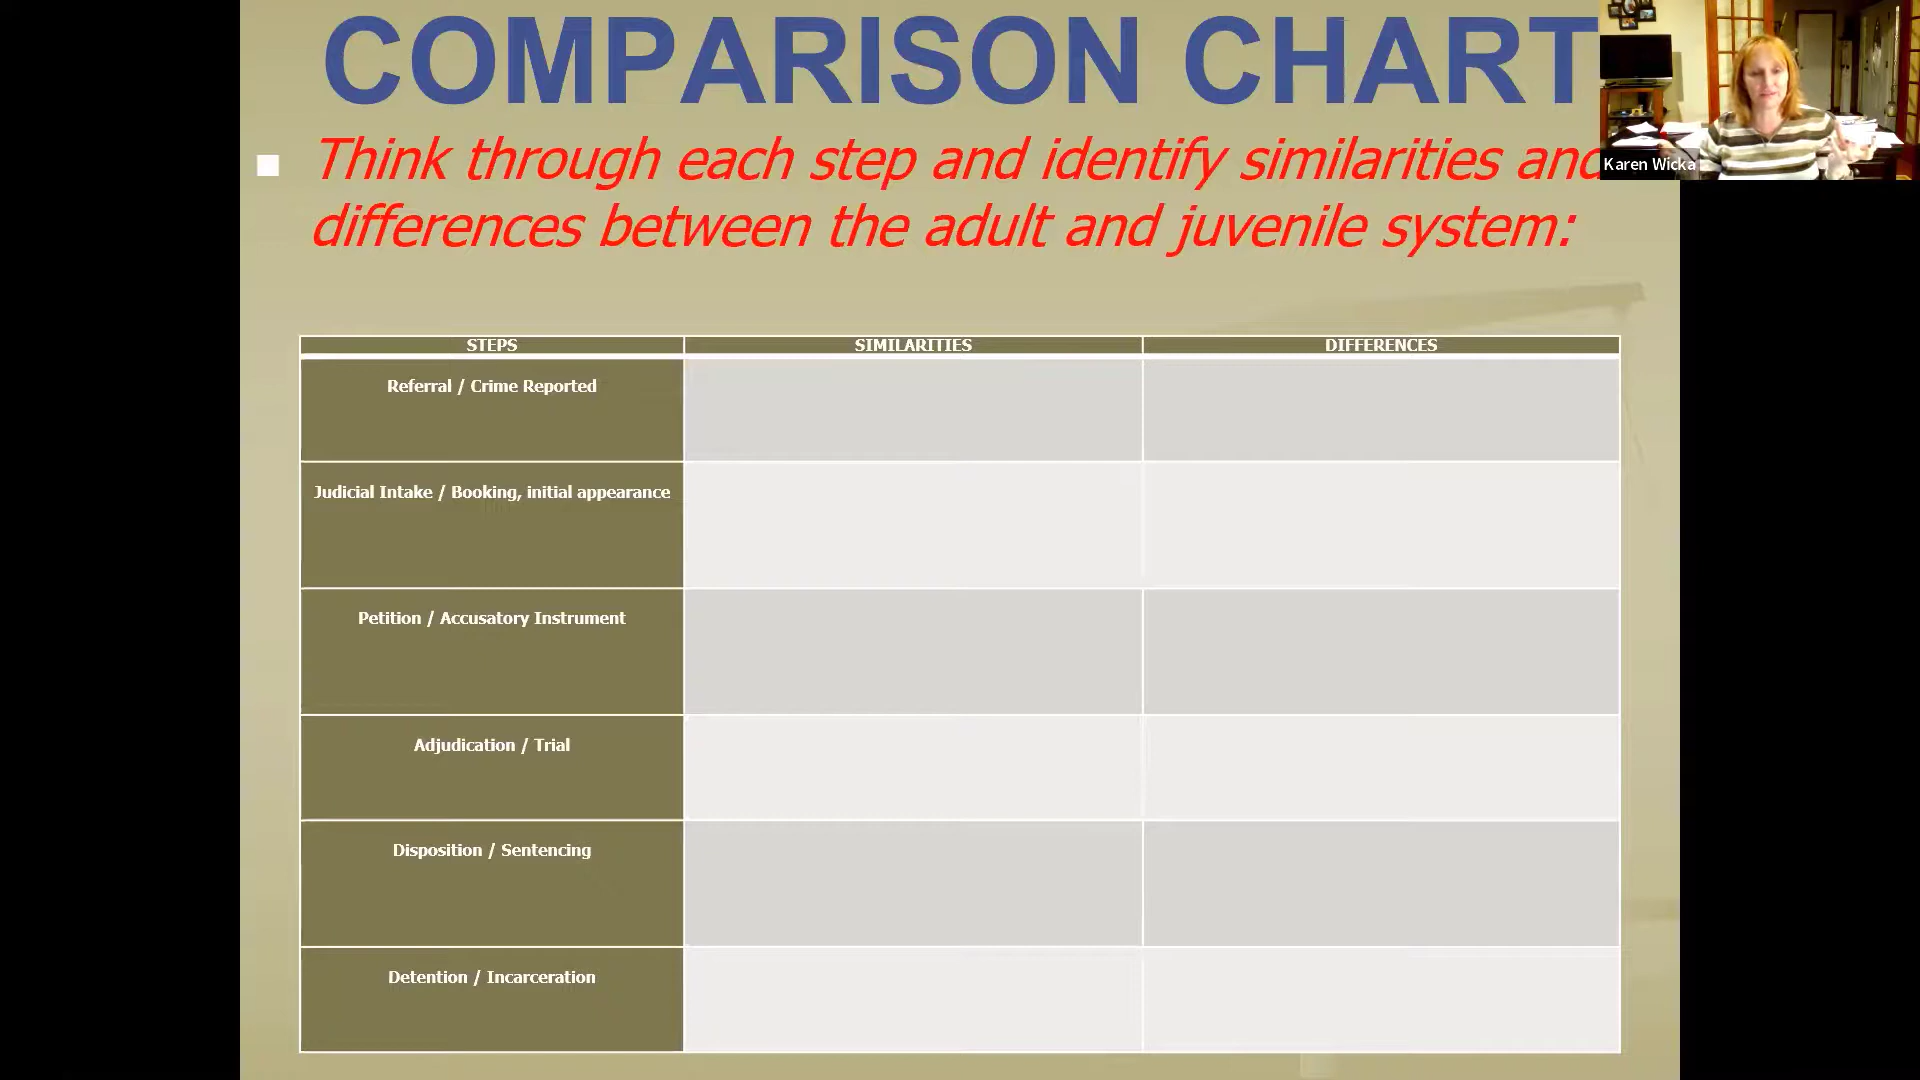 COMPARISON CHART
Think through each step and identify similarities and
differences between the adult and juvenile system:
Karen Wicka
STEPS SIMILARITIES DIFFERENCES
Referral / Crime Reported
Judicial Intake / Booking, initial appearance
Petition / Accusatory Instrument
Adjudication / Trial
Disposition / Sentencing
Detention / Incarceration